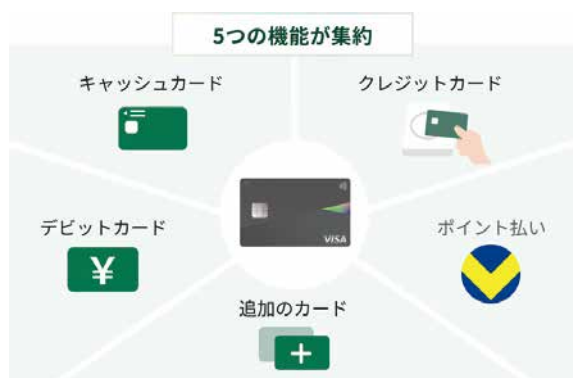 5つの機能が集約
キャッシュカード
クレジットカード
デビットカード
¥
VISA
ポイント払い
追加のカード